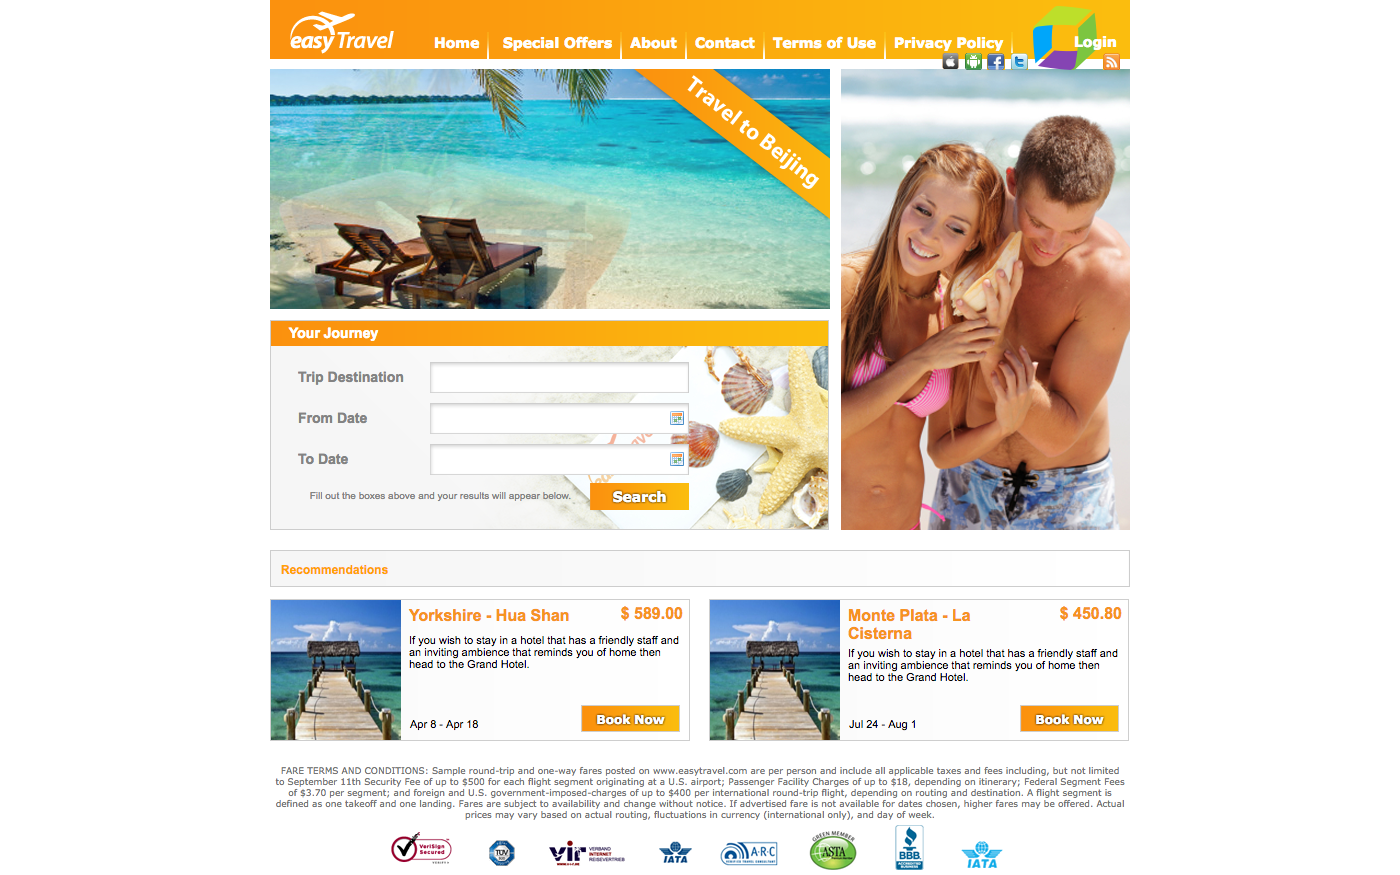 easyTravel
Home
Special Offers
About
Contact
Terms of Use
Privacy Policy
Login
Travel to Beijing
Your Journey
Trip Destination
From Date
To Date
Fill out the boxes above and your results will appear below.
Search
Recommendations
Yorkshire - Hua Shan
$ 589.00
If you wish to stay in a hotel that has a friendly staff and
an inviting ambience that reminds you of home then
head to the Grand Hotel.
Apr 8 - Apr 18
Book Now
Monte Plata - La
Cisterna
$ 450.80
If you wish to stay in a hotel that has a friendly staff and
an inviting ambience that reminds you of home then
head to the Grand Hotel.
Jul 24 - Aug 1
Book Now
FARE TERMS AND CONDITIONS: Sample round-trip and one-way fares posted on www.easytravel.com are per person and include all applicable taxes and fees including, but not limited
to September 11th Security Fee of up to $500 for each flight segment originating at a U.S. airport; Passenger Facility Charges of up to $18, depending on itinerary; Federal Segment Fees
of $3.70 per segment; and foreign and U.S. government-imposed-charges of up to $400 per international round-trip flight, depending on routing and destination. A flight segment is
defined as one takeoff and one landing. Fares are subject to availability and change without notice. If advertised fare is not available for dates chosen, higher fares may be offered. Actual
prices may vary based on actual routing, fluctuations in currency (international only), and day of week.
VeriSign
Secured
TÜV
vir
VERBAND
INTERNET
REISEVERTRIEB
IATA
A·R·C
GREEN MEMBER
ASTA
BBB
ACCREDITED
BUSINESS
IATA